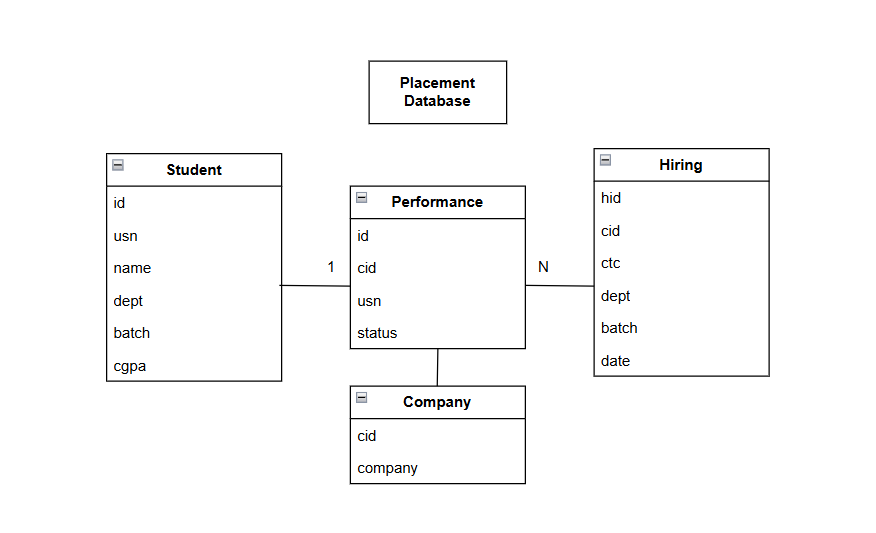 Placement
Database
Student
id
usn
name
dept
batch
cgpa
1
Performance
id
cid
usn
status
N
Hiring
hid
cid
ctc
dept
batch
date
Company
cid
company